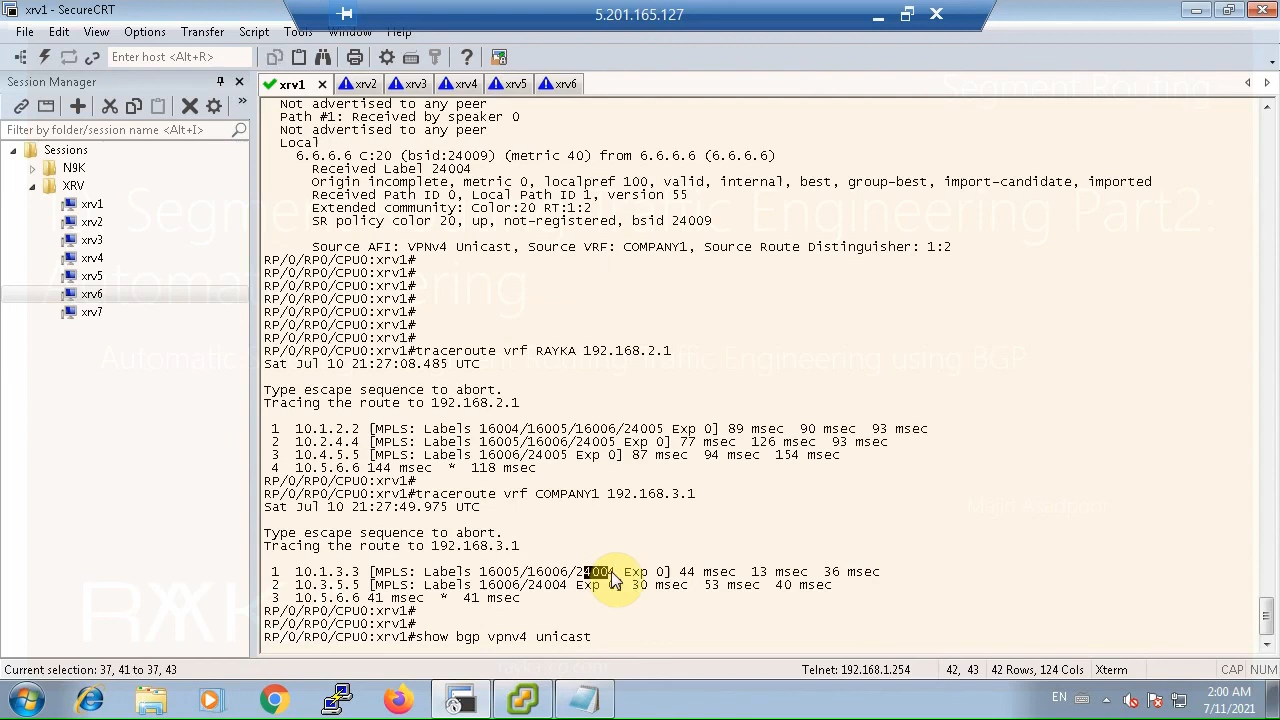 xrv1 - SecureCRT
5.201.165.127
File Edit View Options Transfer Script Tools Window Help
Enter host <Alt+R>
Session Manager
xrv1 xrv2 xrv3 xrv4 xrv5 xrv6
Filter by folder/session name <Alt+I>
Sessions
N9K
XRV
xrv1
xrv2
xrv3
xrv4
xrv5
xrv6
xrv7
Not advertised to any peer
Path #1: Received by speaker 0
Not advertised to any peer
Local
6.6.6.6 C:20 (bsid:24009) (metric 40) from 6.6.6.6 (6.6.6.6)
Received Label 24004
Origin incomplete, metric 0, localpref 100, valid, internal, best, group-best, import-candidate, imported
Received Path ID 0, Local Path ID 1, version 55
Extended community: Color:20 RT:1:2
SR policy color 20, up, not-registered, bsid 24009
Source AFI: VPNv4 Unicast, Source VRF: COMPANY1, Source Route Distinguisher: 1:2
RP/0/RP0/CPU0:xrv1#
RP/0/RP0/CPU0:xrv1#
RP/0/RP0/CPU0:xrv1#
RP/0/RP0/CPU0:xrv1#
RP/0/RP0/CPU0:xrv1#
RP/0/RP0/CPU0:xrv1#
RP/0/RP0/CPU0:xrv1#
RP/0/RP0/CPU0:xrv1#traceroute vrf RAYKA 192.168.2.1
Sat Jul 10 21:27:08.485 UTC
Type escape sequence to abort.
Tracing the route to 192.168.2.1
1 10.1.2.2 [MPLS: Labels 16004/16005/16006/24005 Exp 0] 89 msec 90 msec 93 msec
2 10.2.4.4 [MPLS: Labels 16005/16006/24005 Exp 0] 77 msec 126 msec 93 msec
3 10.4.5.5 [MPLS: Labels 16006/24005 Exp 0] 87 msec 94 msec 154 msec
4 10.5.6.6 144 msec * 118 msec
RP/0/RP0/CPU0:xrv1#
RP/0/RP0/CPU0:xrv1#traceroute vrf COMPANY1 192.168.3.1
Sat Jul 10 21:27:49.975 UTC
Type escape sequence to abort.
Tracing the route to 192.168.3.1
1 10.1.3.3 [MPLS: Labels 16005/16006/24004 Exp 0] 44 msec 13 msec 36 msec
2 10.3.5.5 [MPLS: Labels 16006/24004 Exp 0] 30 msec 53 msec 40 msec
3 10.5.6.6 41 msec * 41 msec
RP/0/RP0/CPU0:xrv1#
RP/0/RP0/CPU0:xrv1#
RP/0/RP0/CPU0:xrv1#show bgp vpnv4 unicast
Segment Routing
Segment
Engineering Part2:
Engineering using BGP
Current selection: 37, 41 to 37, 43
Telnet: 192.168.1.254 42, 43 42 Rows, 124 Cols Xterm CAP NUM
EN
2:00 AM
7/11/2021